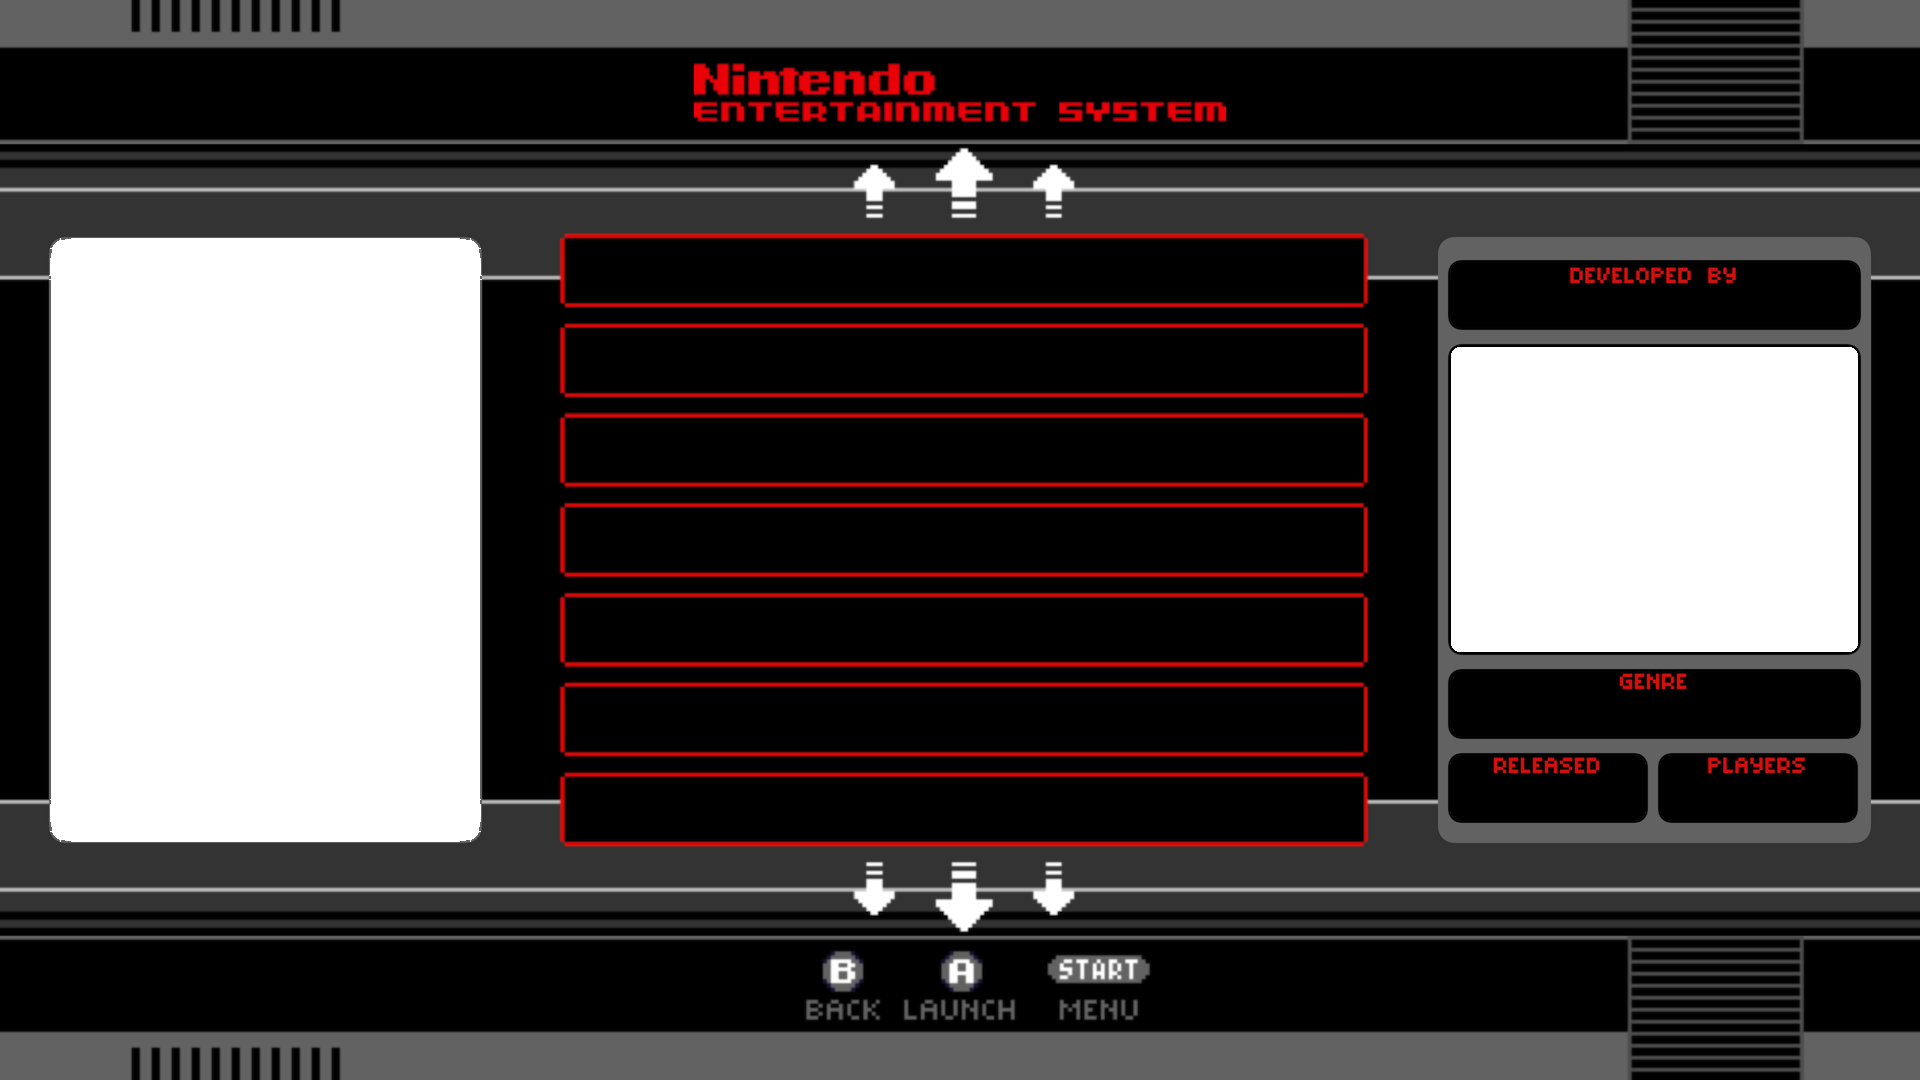 Nintendo
ENTERTAINMENT SYSTEM
DEVELOPED BY
GENRE
RELEASED PLAYERS
B A START
BACK LAUNCH MENU